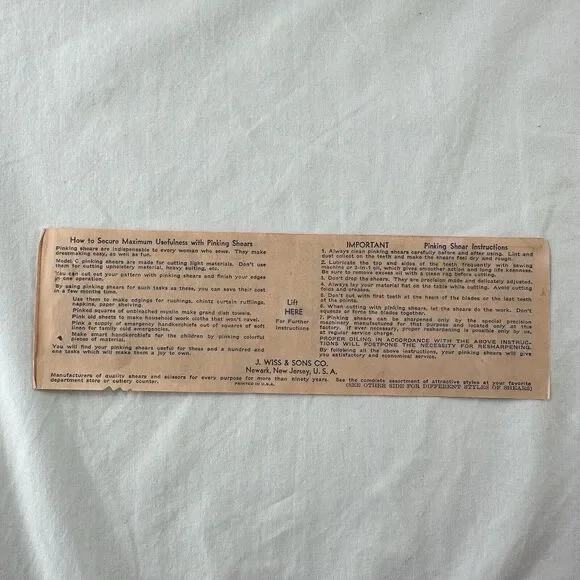 How to Secure Maximum Usefulness with Pinking Shears
Pinking shears are indispensable to every woman who sews. They make
dressmaking easy, as well as fun.
Model C pinking shears are made for cutting light materials. Don't use
them for cutting upholstery material, heavy suiting, etc.
You can cut out your pattern with pinking shears and finish your edges
in one operation.
By using pinking shears for such tasks as these, you can save their cost
in a few months time.
Use them to make edgings for ruchings, chintz curtain rufflings,
napkins, paper shelving.
Pinked squares of unbleached muslin make grand dish towels.
Pink old sheets to make household work cloths that won't ravel.
Pink a supply of emergency handkerchiefs out of squares of soft
linen for family cold emergencies.
Make smart handkerchiefs for the children by pinking colorful
pieces of material.
You will find your pinking shears useful for these and a hundred and
one tasks which will make them a joy to own.
Lift
HERE
For Further
Instructions
IMPORTANT Pinking Shear Instructions
1. Always clean pinking shears carefully before and after using. Lint and
dust collect on the teeth and make the shears feel dry and rough.
2. Lubricate the top and sides of the teeth frequently with sewing
machine or 3-in-1 oil, which gives smoother action and long life keenness.
Be sure to remove excess oil with a clean rag before cutting.
3. Don't drop the shears. They are precision made and delicately adjusted.
4. Always lay your material flat on the table while cutting. Avoid cutting
folds and creases.
5. Don't cut with first teeth at the heels of the blades or the last teeth
at the points.
6. When cutting with pinking shears, let the shears do the work. Don't
squeeze or force the blades together.
7. Pinking shears can be sharpened only by the special precision
machinery manufactured for that purpose and located only at this
factory. If ever necessary, proper resharpening is possible only by us,
at regular service charge.
PROPER OILING IN ACCORDANCE WITH THE ABOVE INSTRUC-
TIONS WILL POSTPONE THE NECESSITY FOR RESHARPENING.
By following all the above instructions, your pinking shears will give
you satisfactory and economical service.
J. WISS & SONS CO.
Newark, New Jersey, U. S. A.
Manufacturers of quality shears and scissors for every purpose for more than ninety years. See the complete assortment of attractive styles at your favorite
department store or cutlery counter. PRINTED IN U.S.A. (SEE OTHER SIDE FOR DIFFERENT STYLES OF SHEARS)